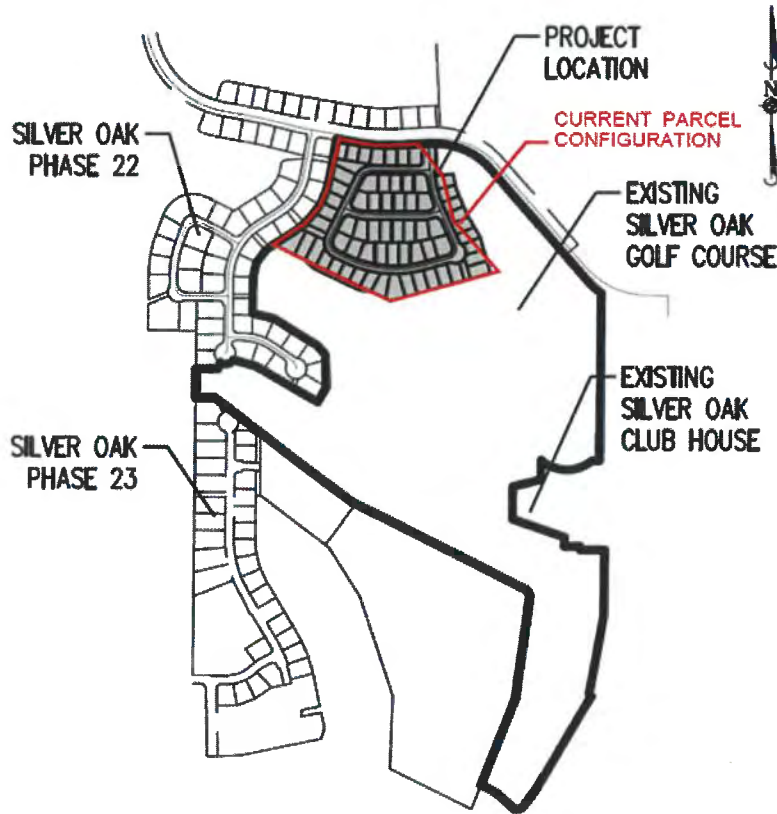 PROJECT
LOCATION
CURRENT PARCEL
CONFIGURATION
SILVER OAK
PHASE 22
EXISTING
SILVER OAK
GOLF COURSE
EXISTING
SILVER OAK
CLUB HOUSE
SILVER OAK
PHASE 23
N